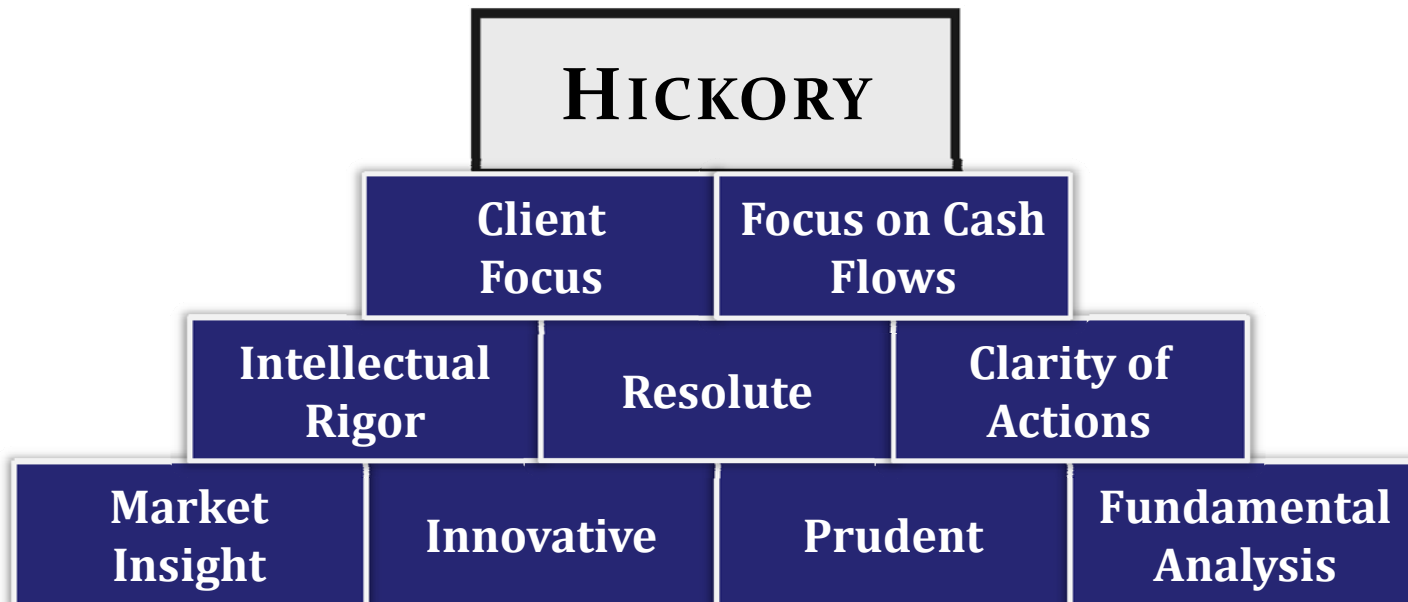 HICKORY
Client
Focus
Focus on Cash
Flows
Intellectual
Rigor
Resolute
Clarity of
Actions
Market
Insight
Innovative
Prudent
Fundamental
Analysis